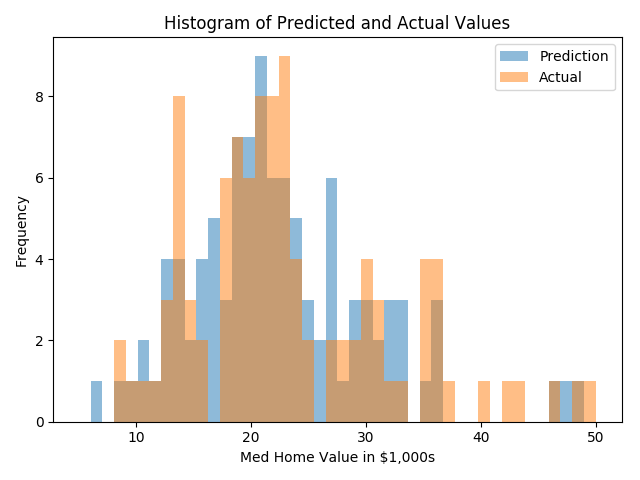 Histogram of Predicted and Actual Values
Prediction
Actual
Frequency
8
6
4
2
0
10
20
30
40
50
Med Home Value in $1,000s